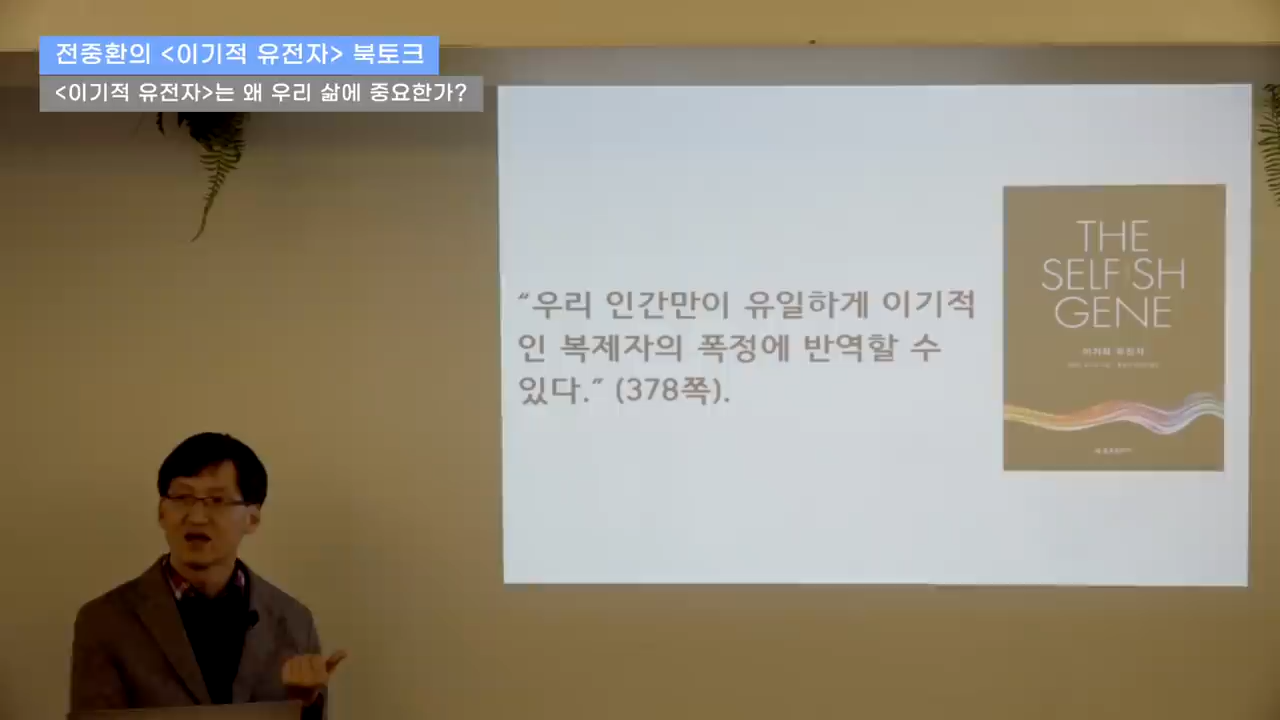 전중환의 <이기적 유전자> 북토크
<이기적 유전자>는 왜 우리 삶에 중요한가?
“우리 인간만이 유일하게 이기적
인 복제자의 폭정에 반역할 수
있다.” (378쪽).
THE
SELFISH
GENE
이기적 유전자